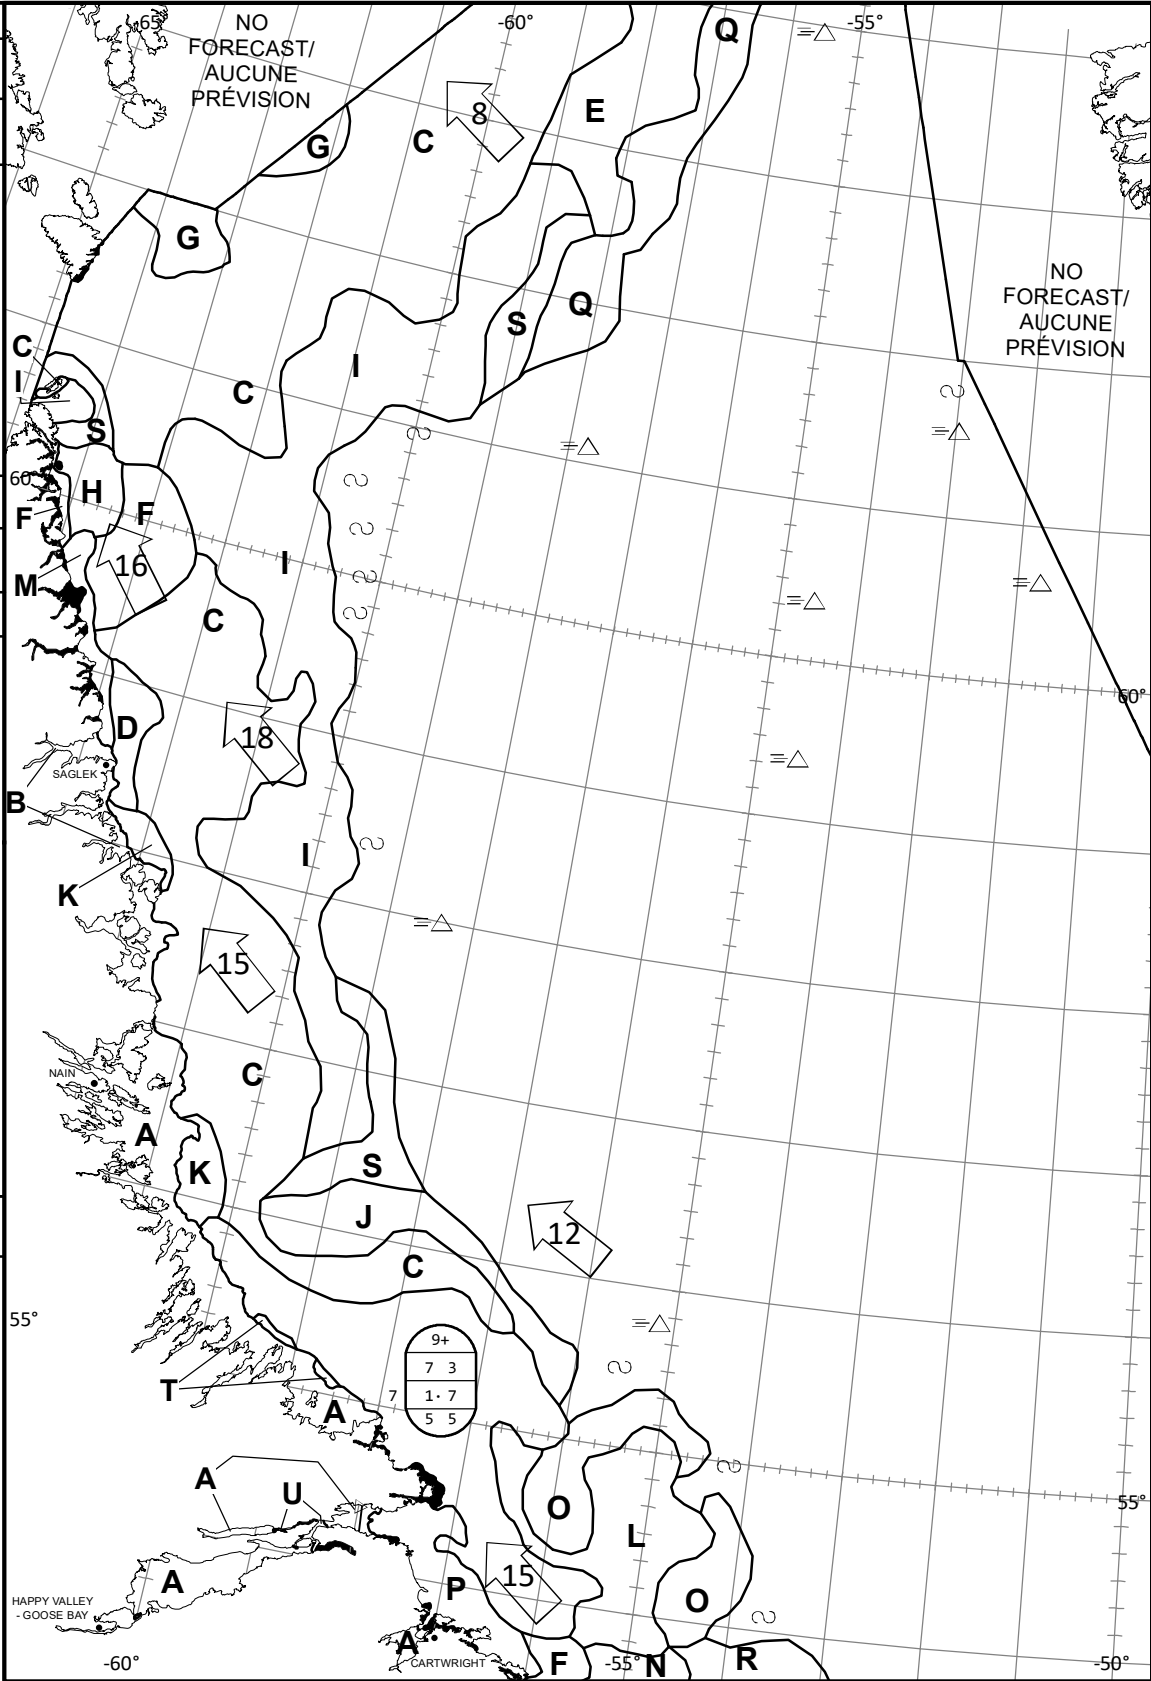 -65°
NO
FORECAST/
AUCUNE
PRÉVISION
-60°
Q
-55°
8
E
G
C
G
NO
FORECAST/
AUCUNE
PRÉVISION
Q
S
C
I
I
C
S
60°
H
F
F
16
I
M
C
60°
D
18
SAGLEK
B
I
K
15
NAIN
C
A
K
S
J
12
C
55°
9+
7 3
7 1· 7
5 5
T
A
A
U
O
L
55°
15
A
P
O
HAPPY VALLEY
- GOOSE BAY
A
CARTWRIGHT
-60°
F
-55°
N
R
-50°